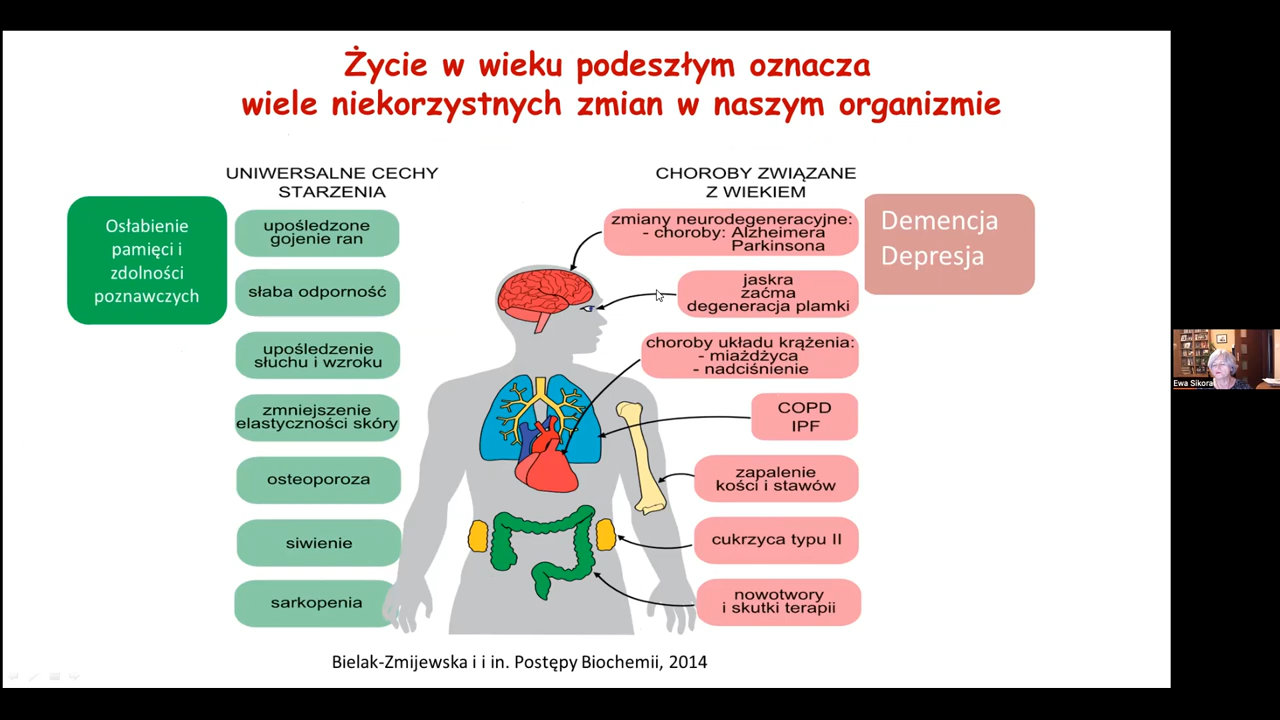 Życie w wieku podeszłym oznacza
wiele niekorzystnych zmian w naszym organizmie
UNIWERSALNE CECHY
STARZENIA
Osłabienie
pamięci i
zdolności
poznawczych
upośledzone
gojenie ran
słaba odporność
upośledzenie
słuchu i wzroku
zmniejszenie
elastyczności skóry
osteoporoza
siwienie
sarkopenia
CHOROBY ZWIĄZANE
Z WIEKIEM
zmiany neurodegeneracyjne:
- choroby: Alzheimera
Parkinsona
Demencja
Depresja
jaskra
zaćma
degeneracja plamki
choroby układu krążenia:
- miażdżyca
- nadciśnienie
COPD
IPF
zapalenie
kości i stawów
cukrzyca typu II
nowotwory
i skutki terapii
Bielak-Zmijewska i i in. Postępy Biochemii, 2014
Ewa Sikora